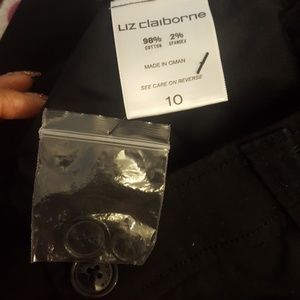 LIZ CLAIBORNE
98% 2%
COTTON SPANDEX
MADE IN OMAN
SEE CARE ON REVERSE
10